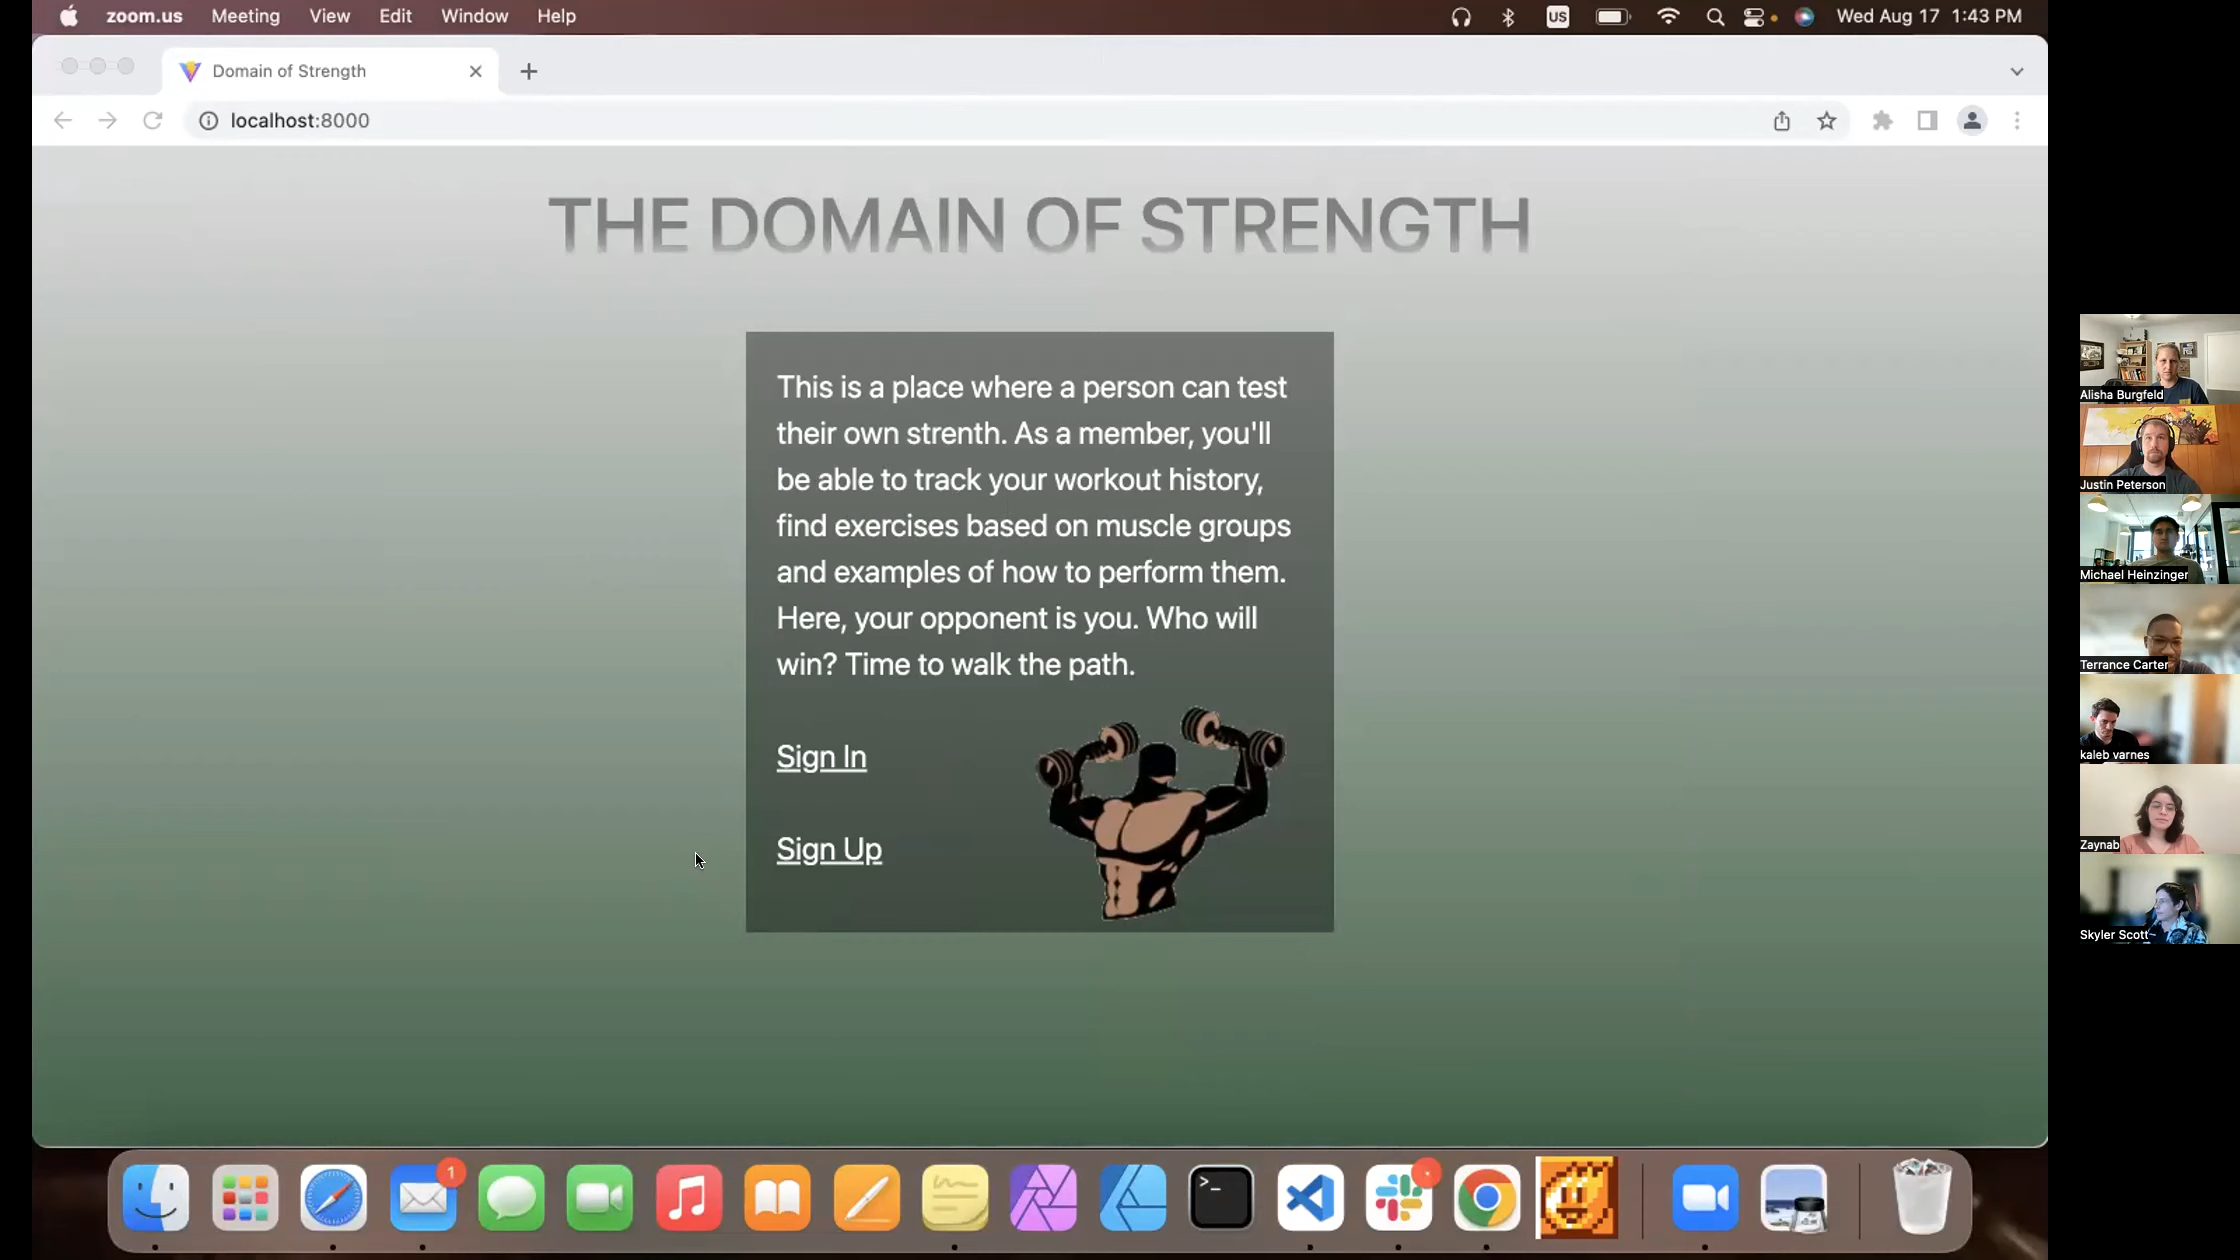 zoom.us Meeting View Edit Window Help US Wed Aug 17 1:43 PM
Domain of Strength
localhost:8000
THE DOMAIN OF STRENGTH
This is a place where a person can test
their own strenth. As a member, you'll
be able to track your workout history,
find exercises based on muscle groups
and examples of how to perform them.
Here, your opponent is you. Who will
win? Time to walk the path.
Sign In
Sign Up
Alisha Burgfeld
Justin Peterson
Michael Heinzinger
Terrance Carter
kaleb varnes
Zaynab
Skyler Scott
1
>_